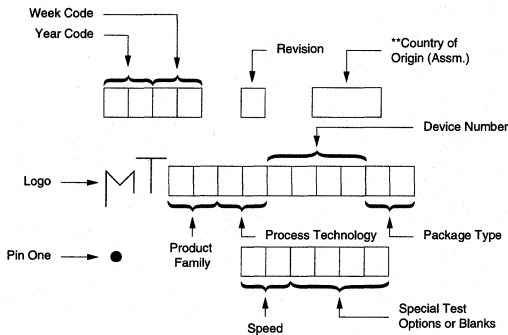 Week Code
Year Code
Revision
**Country of
Origin (Assm.)
Device Number
Logo
MT
Product
Family
Process Technology
Package Type
Pin One
Speed
Special Test
Options or Blanks